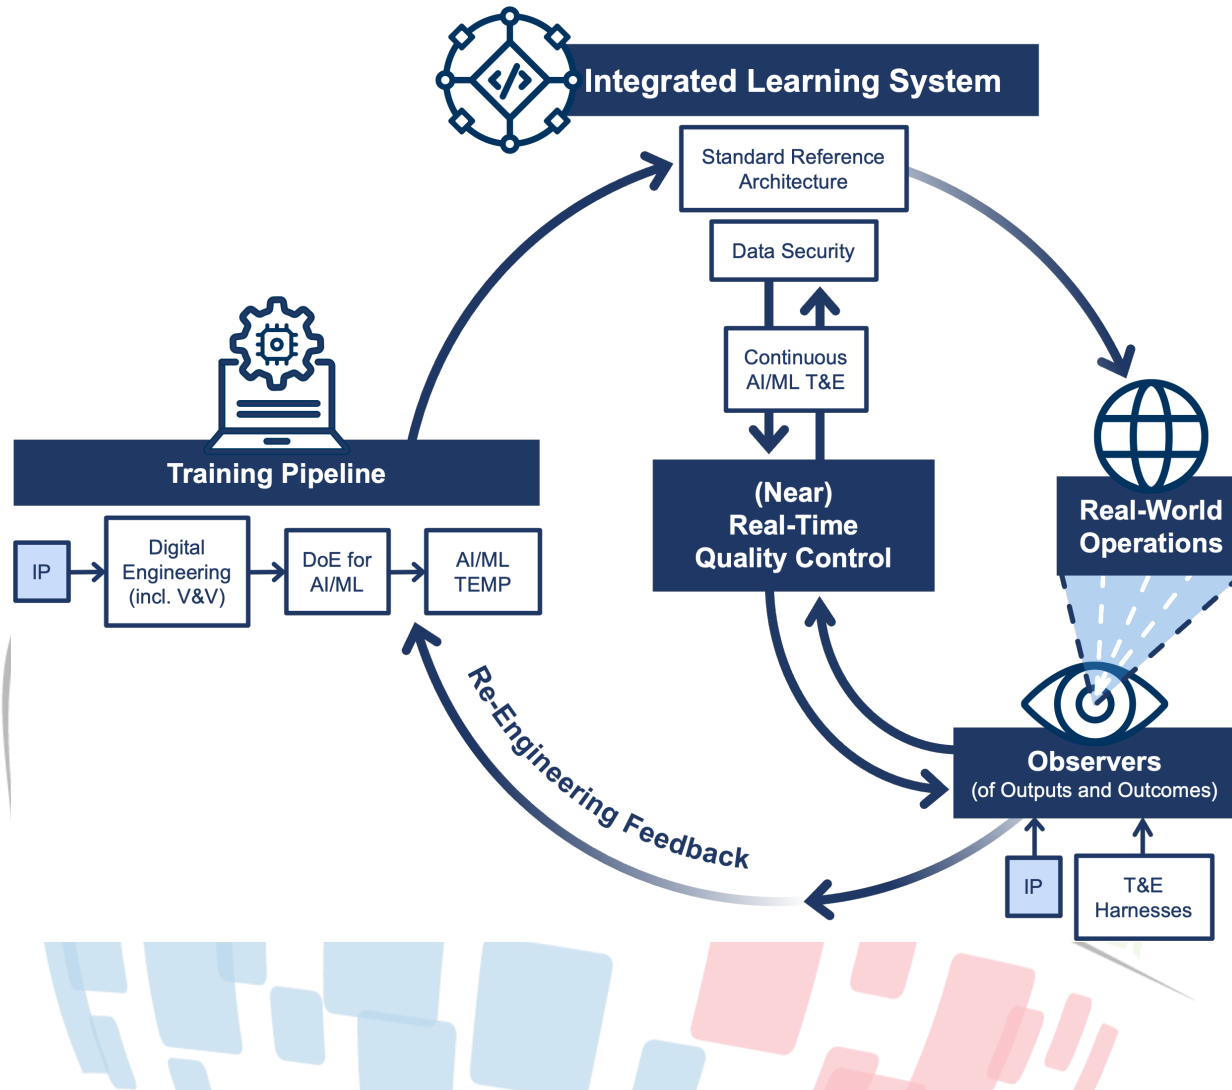 </>
Integrated Learning System
Standard Reference
Architecture
Data Security
Continuous
AI/ML T&E
Training Pipeline
IP
Digital
Engineering
(incl. V&V)
DoE for
AI/ML
AI/ML
TEMP
(Near)
Real-Time
Quality Control
Real-World
Operations
Re-Engineering Feedback
Observers
(of Outputs and Outcomes)
IP
T&E
Harnesses